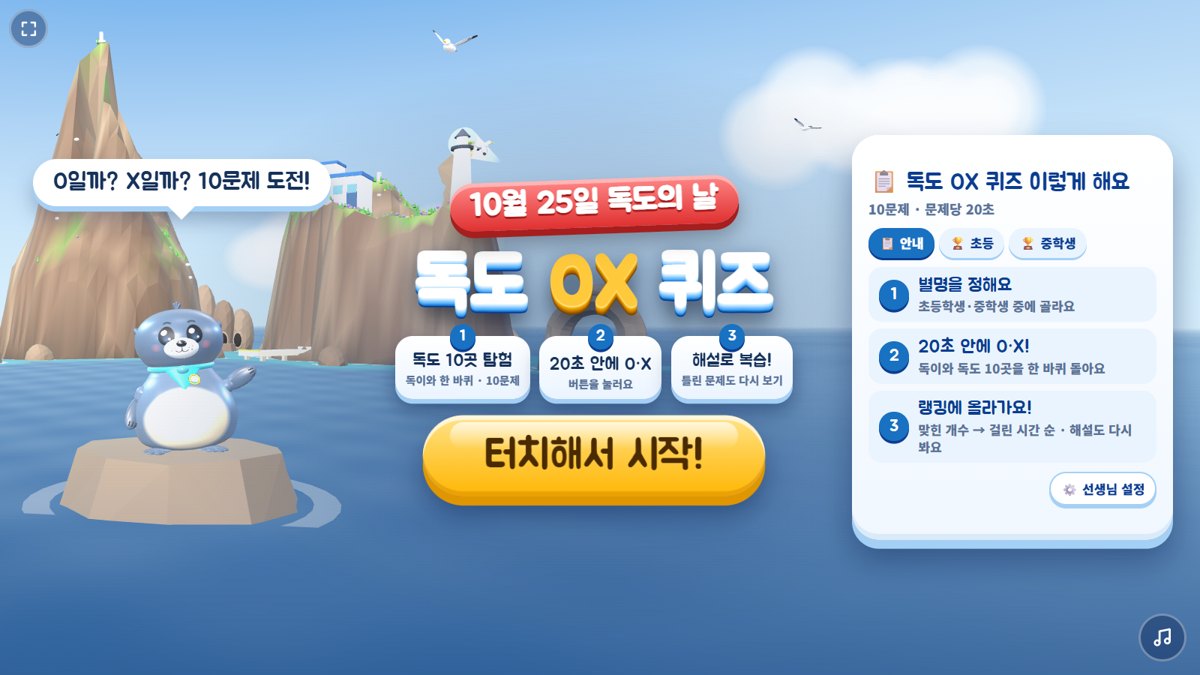 O일까? X일까? 10문제 도전!
10월 25일 독도의 날
독도 OX 퀴즈
1
독도 10곳 탐험
독이와 한 바퀴 · 10문제
2
20초 안에 O·X
버튼을 눌러요
3
해설로 복습!
틀린 문제도 다시 보기
터치해서 시작!
독도 OX 퀴즈 이렇게 해요
10문제 · 문제당 20초
안내
초등
중학생
1
별명을 정해요
초등학생·중학생 중에 골라요
2
20초 안에 O·X!
독이와 독도 10곳을 한 바퀴 돌아요
3
랭킹에 올라가요!
맞힌 개수 → 걸린 시간 순 · 해설도 다시
봐요
선생님 설정